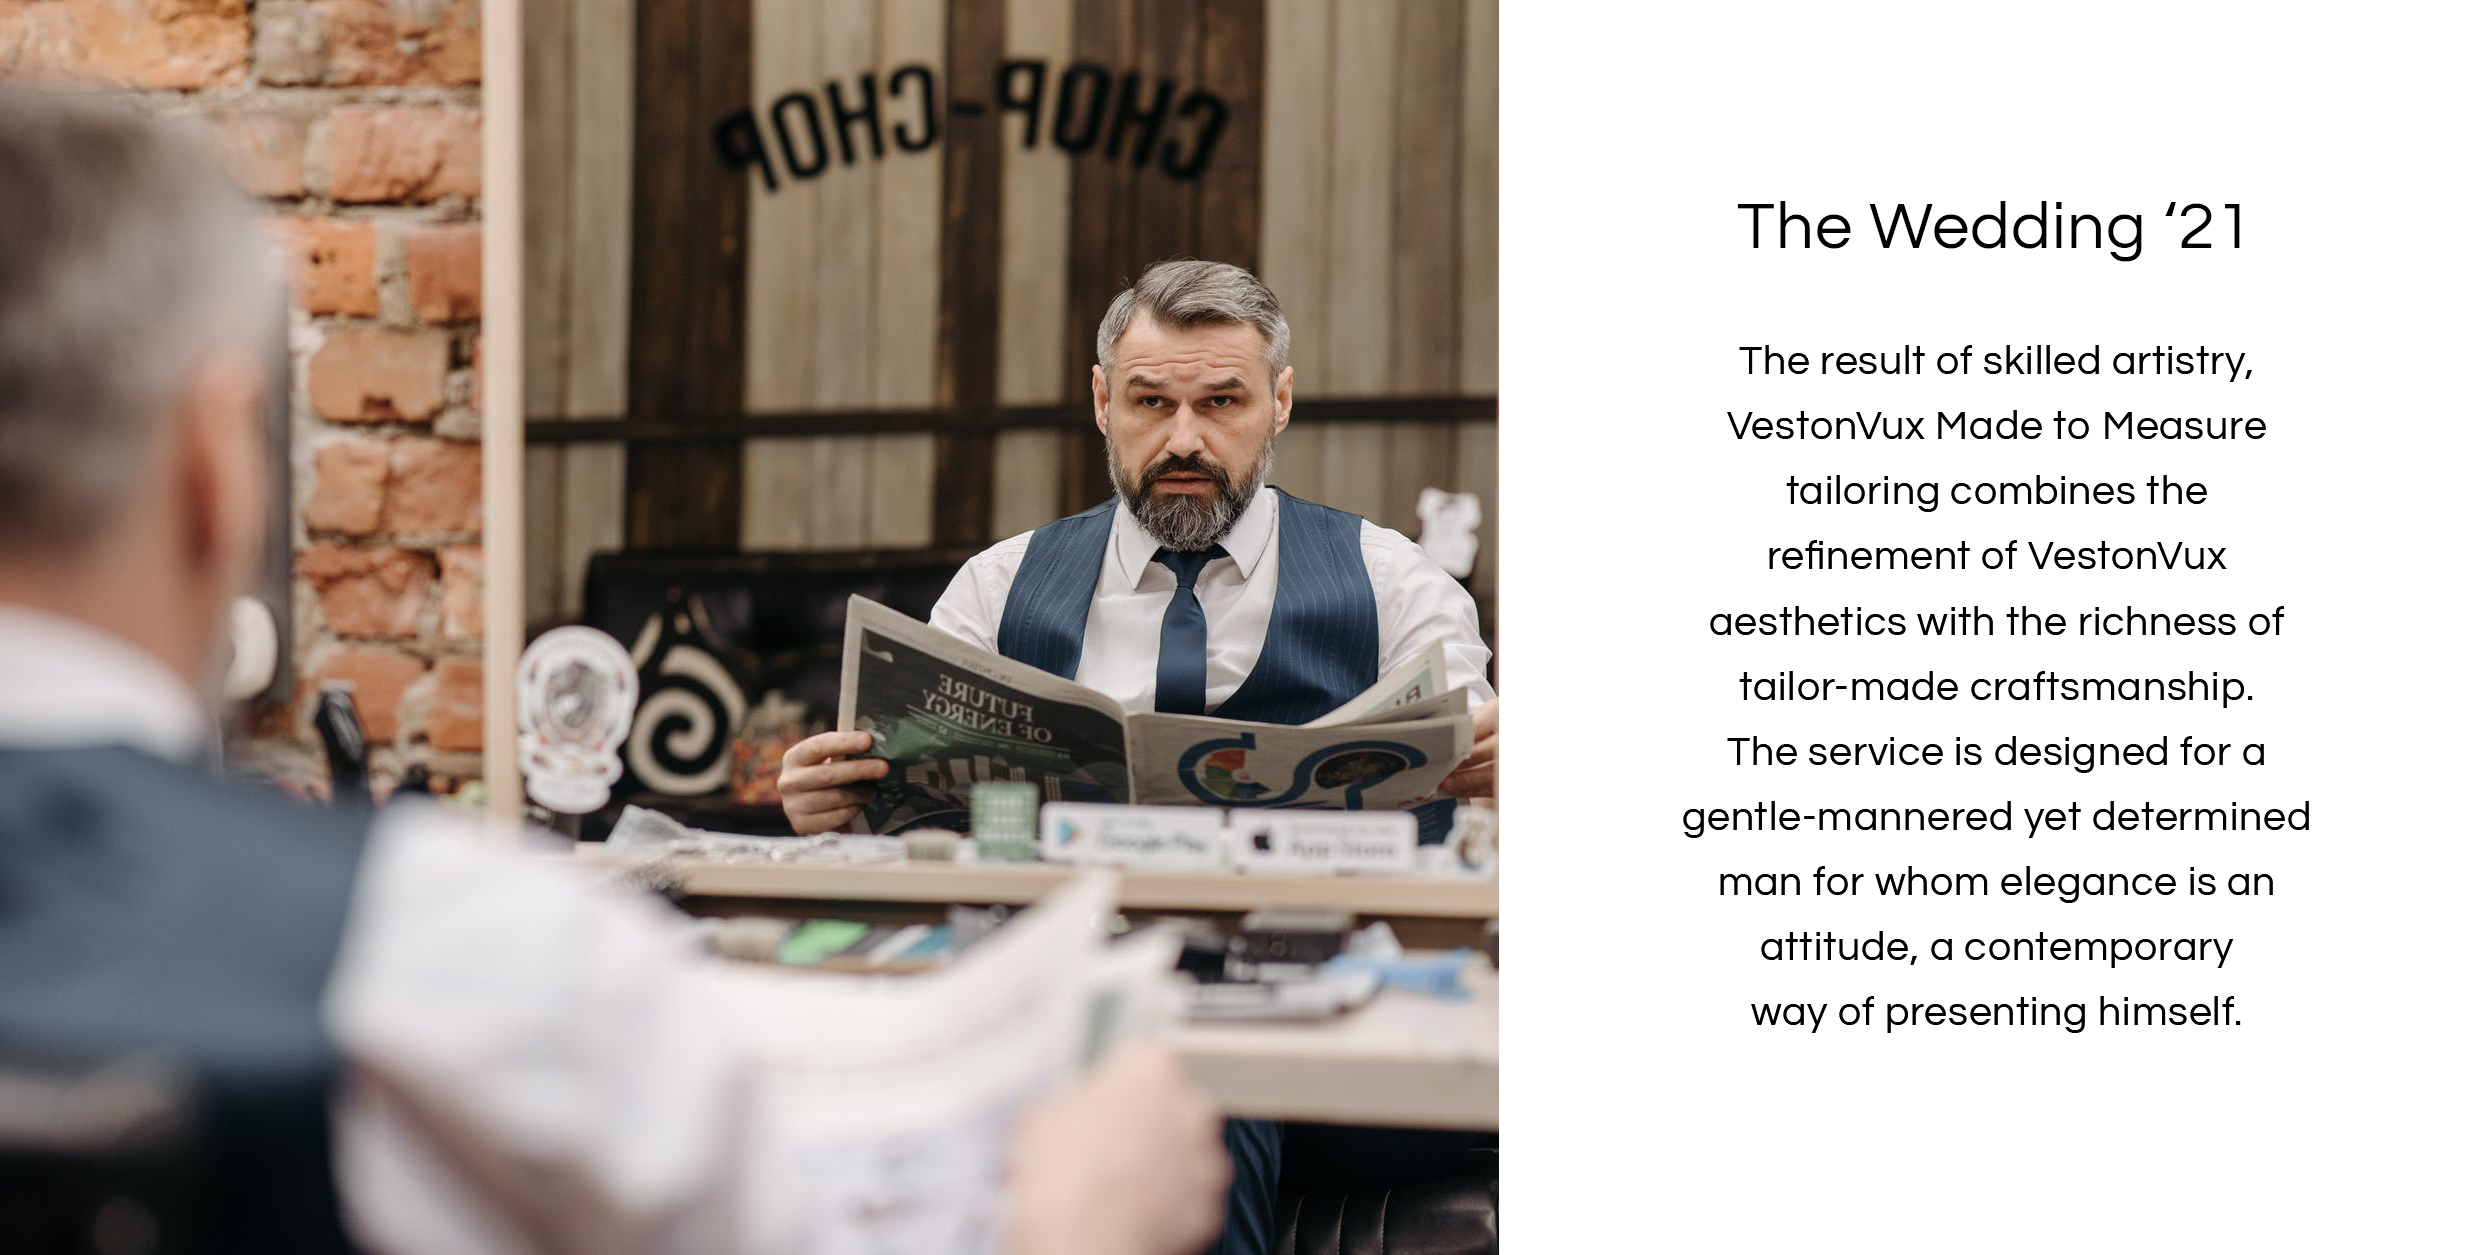 CHOP-CHOP
FUTURE
OF ENERGY
Google Play
App Store
The Wedding ‘21
The result of skilled artistry,
VestonVux Made to Measure
tailoring combines the
refinement of VestonVux
aesthetics with the richness of
tailor-made craftsmanship.
The service is designed for a
gentle-mannered yet determined
man for whom elegance is an
attitude, a contemporary
way of presenting himself.